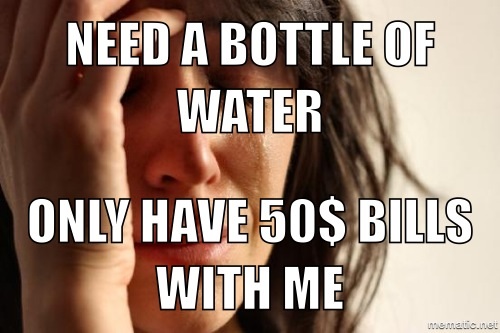 NEED A BOTTLE OF
WATER
ONLY HAVE 50$ BILLS
WITH ME
mematic.net